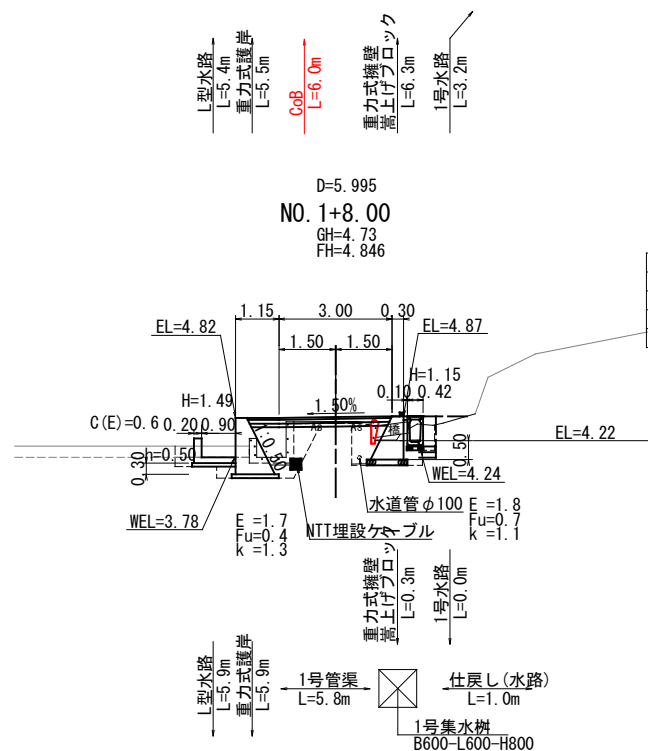 L型水路
L=5.4m
重力式護岸
L=5.5m
CoB
L=6.0m
重力式擁壁
嵩上げブロック
L=6.3m
1号水路
L=3.2m
D=5.995
NO.1+8.00
GH=4.73
FH=4.846
1.15
3.00
0.30
EL=4.82
1.50
1.50
EL=4.87
H=1.15
H=1.49
0.10
0.42
1.50%
C(E)=0.6
0.20
0.90
EL=4.22
n=0.50
0.50
0.50
0.30
WEL=4.24
WEL=3.78
水道管φ100
E =1.7
Fu=0.4
k =1.3
NTT埋設ケーブル
E =1.8
Fu=0.7
k =1.1
重力式擁壁
嵩上げブロック
L=0.3m
1号水路
L=0.0m
L型水路
L=5.9m
重力式護岸
L=5.9m
1号管渠
L=5.8m
仕戻し(水路)
L=1.0m
1号集水桝
B600-L600-H800